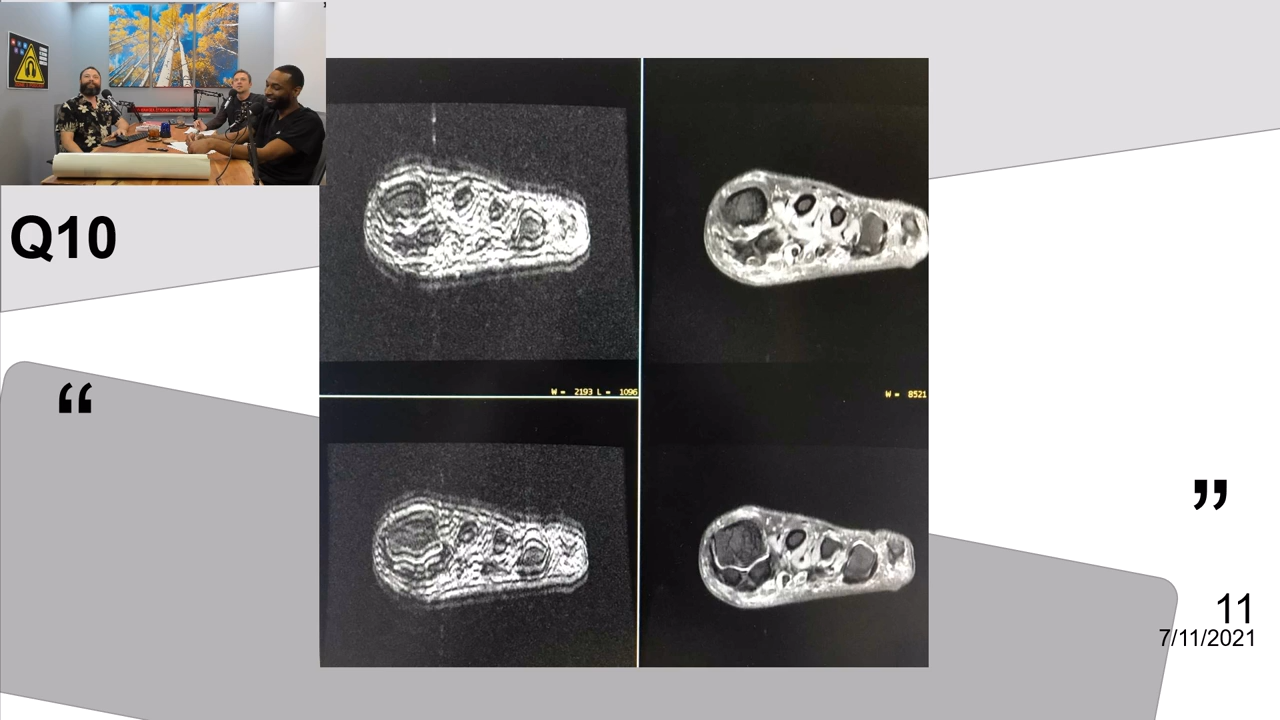 Q10
“
W = 2193 L = 1096
W = 8521
”
11
7/11/2021